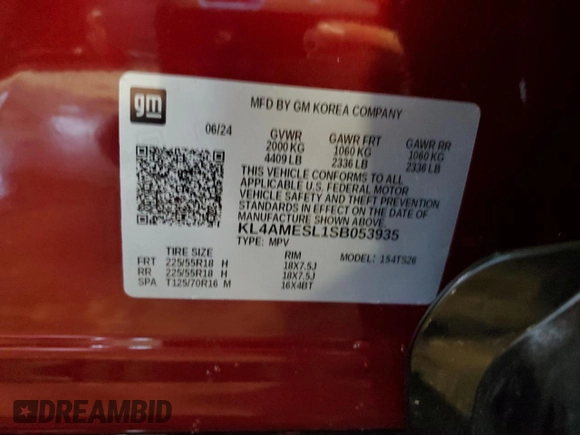 gm
MFD BY GM KOREA COMPANY
06/24 GVWR GAWR FRT GAWR RR
2000 KG 1060 KG 1060 KG
4409 LB 2336 LB 2336 LB
THIS VEHICLE CONFORMS TO ALL
APPLICABLE U.S. FEDERAL MOTOR
VEHICLE SAFETY AND THEFT PREVENTION
STANDARDS IN EFFECT ON THE DATE OF
MANUFACTURE SHOWN ABOVE.
KL4AMESL1SB053935
TYPE: MPV
TIRE SIZE RIM MODEL: 1S4TS26
FRT 225/55R18 H 18X7.5J
RR 225/55R18 H 18X7.5J
SPA T125/70R16 M 16X4BT
DREAMBID